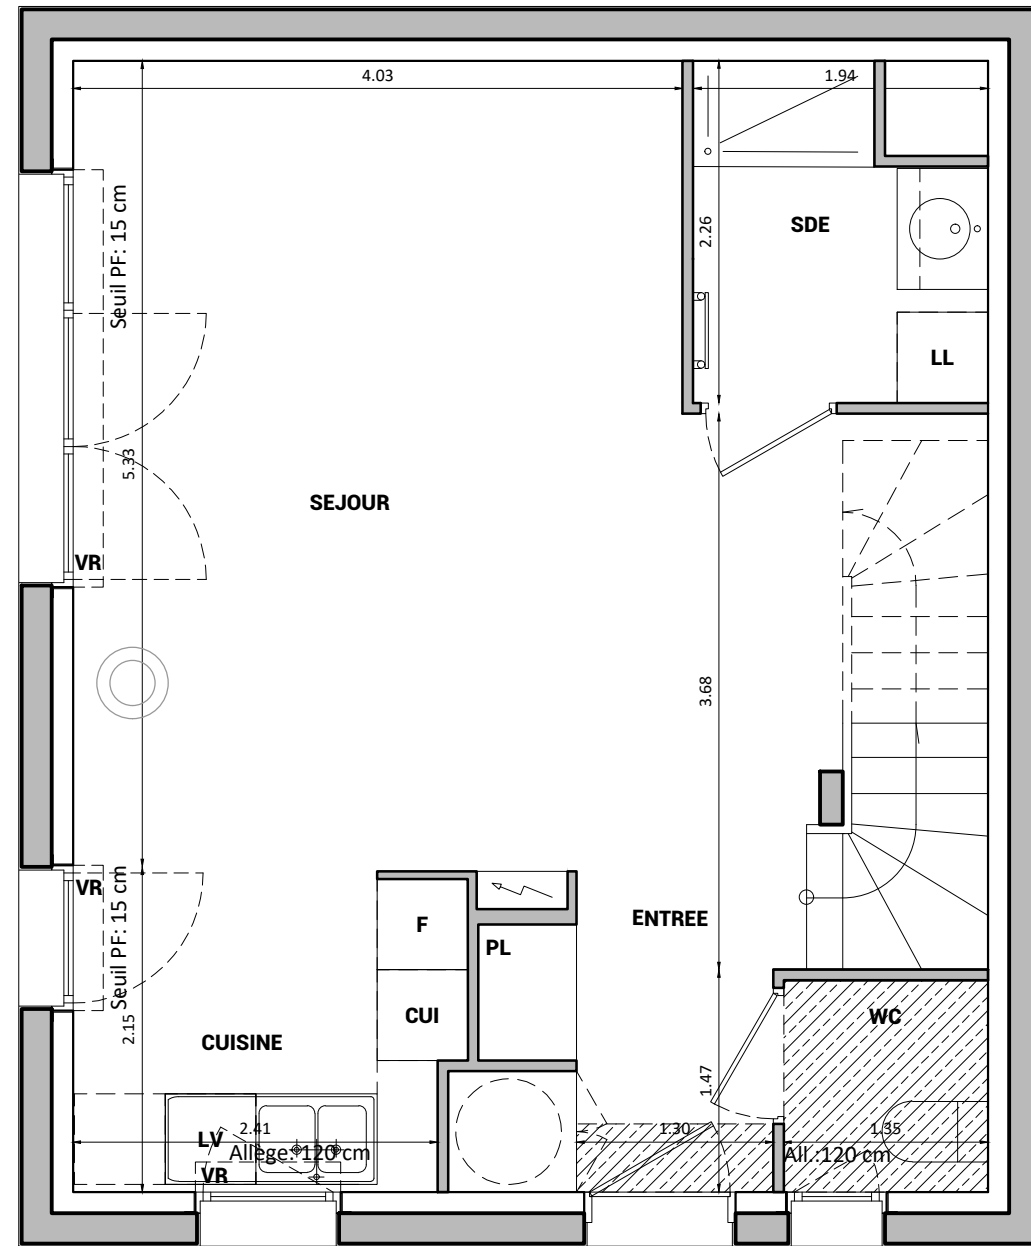 4.03
1.94
Seuil PF: 15 cm
2.26
SDE
LL
5.33
SEJOUR
VR
3.68
VR
Seuil PF: 15 cm
F
PL
ENTREE
CUI
WC
2.15
CUISINE
1.47
2.41
LV
Allège: 120 cm
VR
1.30
1.35
All.:120 cm